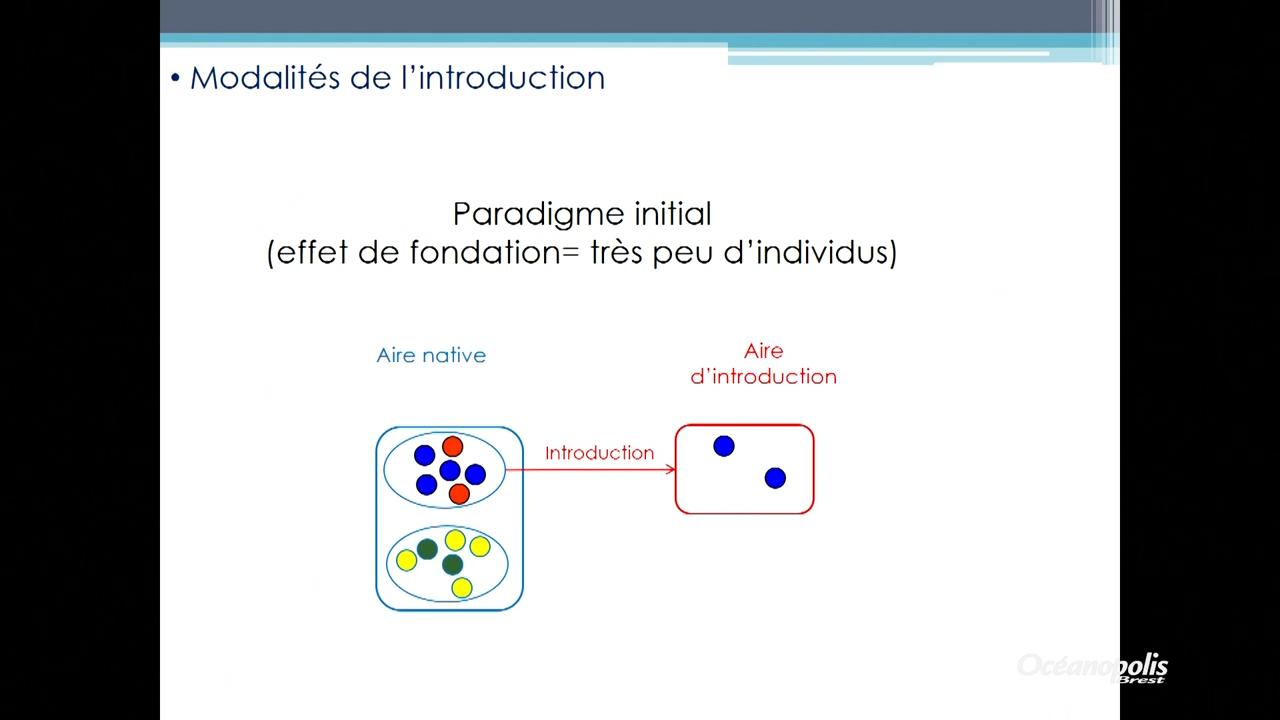 • Modalités de l’introduction
Paradigme initial
(effet de fondation= très peu d’individus)
Aire native
Aire
d’introduction
Introduction
Océanopolis
Brest